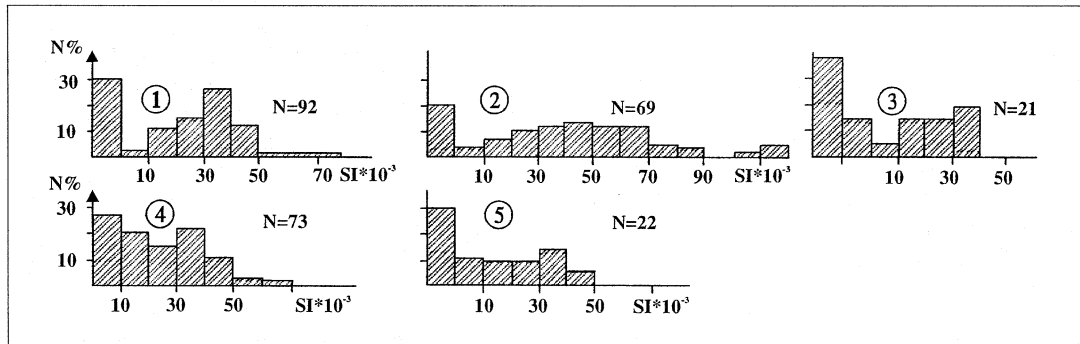 N%
30
10
① N=92
10 30 50 70 SI*10⁻³
② N=69
10 30 50 70 90 SI*10⁻³
③ N=21
10 30 50
N%
30
10
④ N=73
10 30 50 SI*10⁻³
⑤ N=22
10 30 50 SI*10⁻³